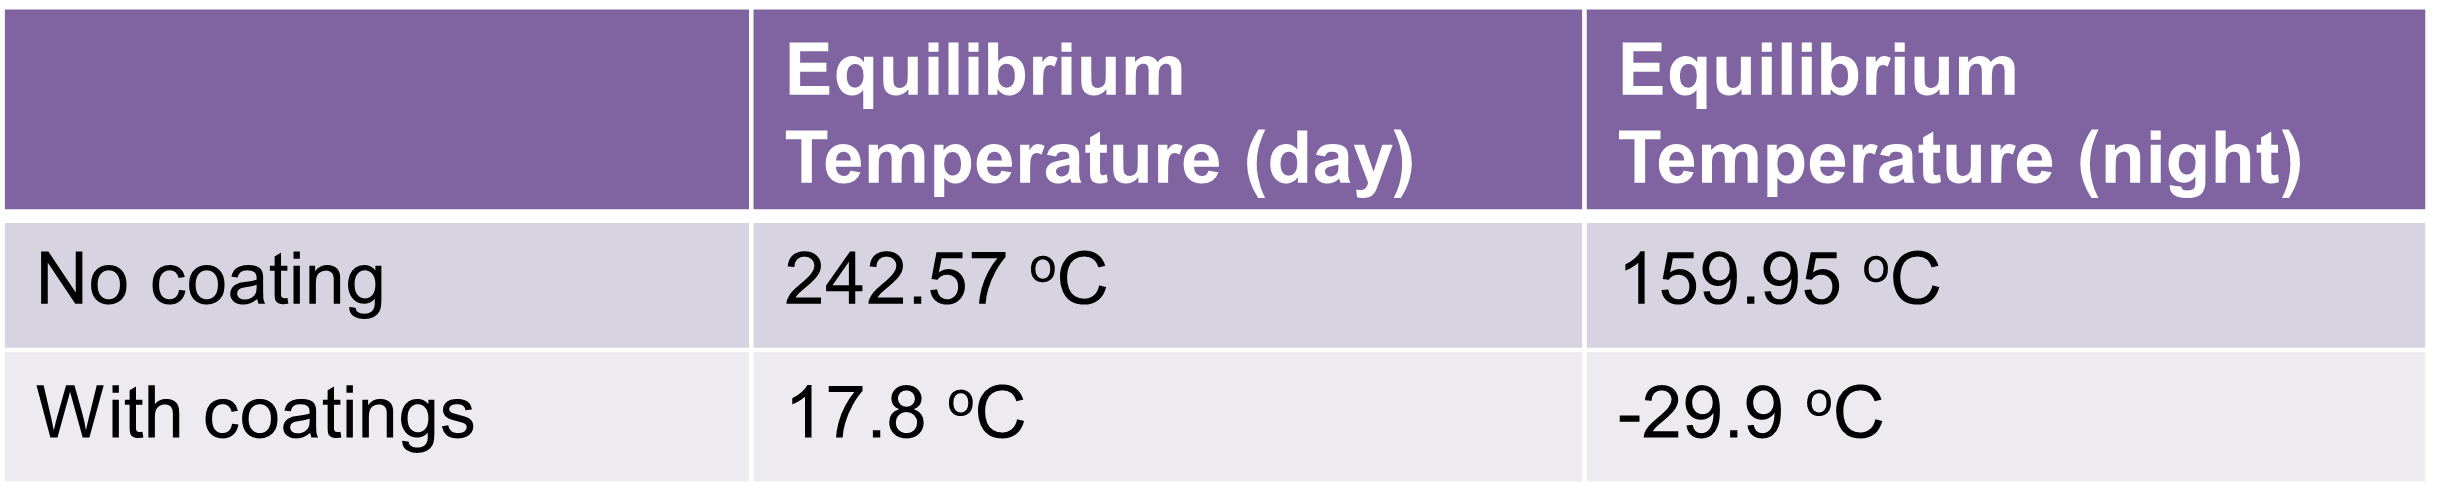 Equilibrium Temperature (day)
Equilibrium Temperature (night)
No coating 242.57 ºC 159.95 ºC
With coatings 17.8 ºC -29.9 ºC